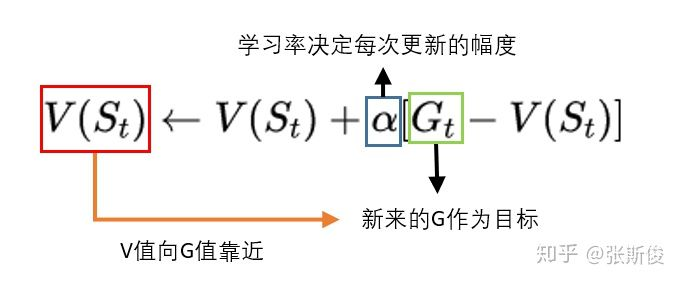 学习率决定每次更新的幅度
V(S_t) ← V(S_t) + α[G_t − V(S_t)]
新来的G作为目标
V值向G值靠近
知乎 @张斯俊